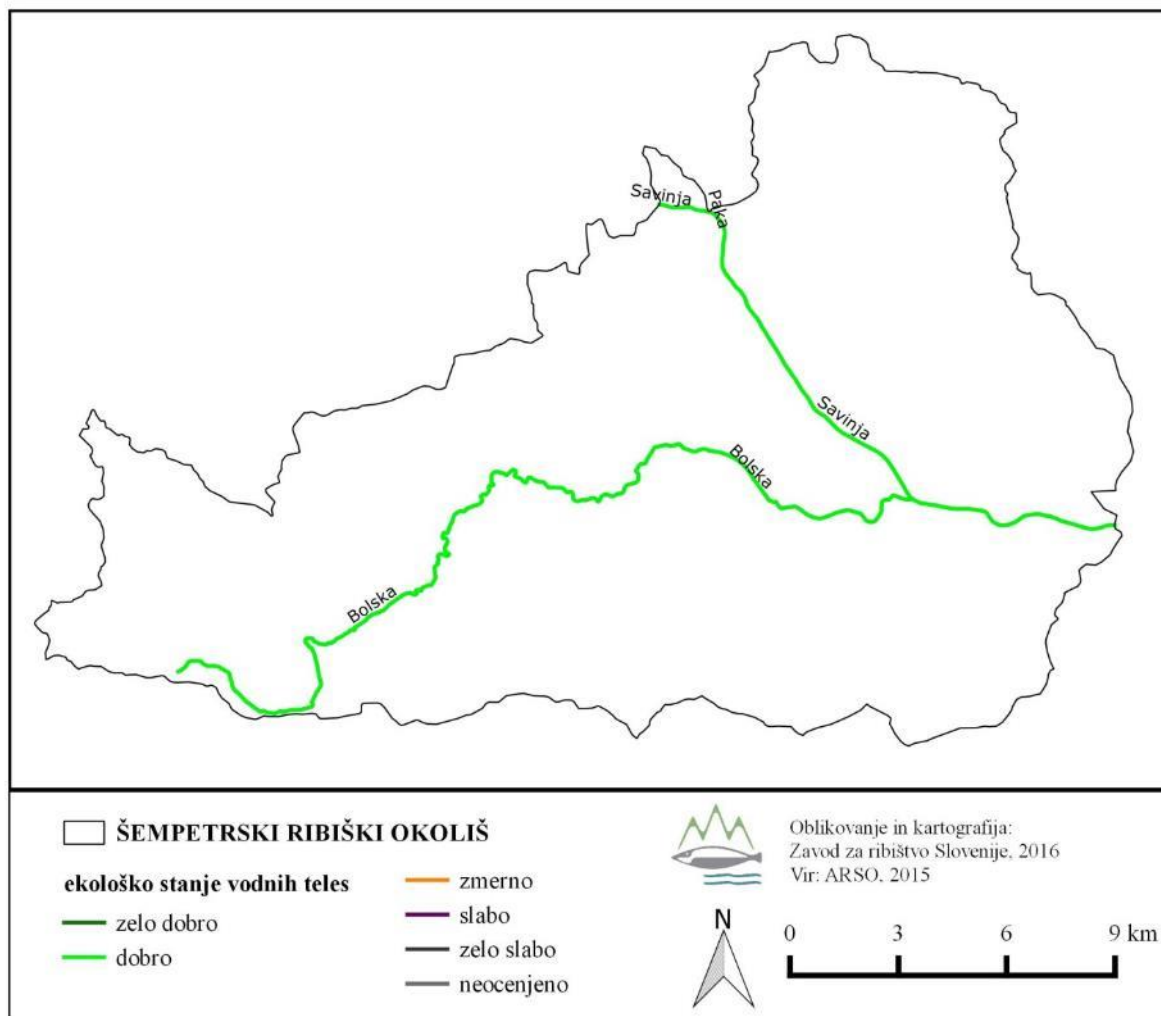 Savinja
Paka
Savinja
Bolska
Bolska
ŠEMPETRSKI RIBIŠKI OKOLIŠ
ekološko stanje vodnih teles
zelo dobro
dobro
zmerno
slabo
zelo slabo
neocenjeno
Oblikovanje in kartografija:
Zavod za ribištvo Slovenije, 2016
Vir: ARSO, 2015
N
0 3 6 9 km